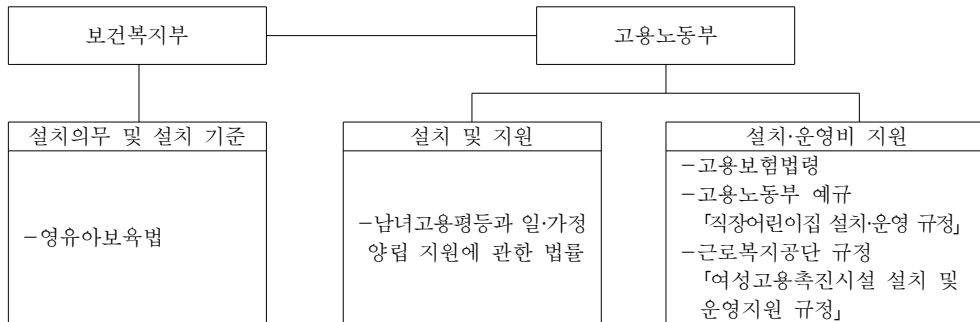 보건복지부
고용노동부
설치의무 및 설치 기준
-영유아보육법
설치 및 지원
-남녀고용평등과 일·가정
양립 지원에 관한 법률
설치·운영비 지원
-고용보험법령
-고용노동부 예규
「직장어린이집 설치·운영 규정」
-근로복지공단 규정
「여성고용촉진시설 설치 및
운영지원 규정」